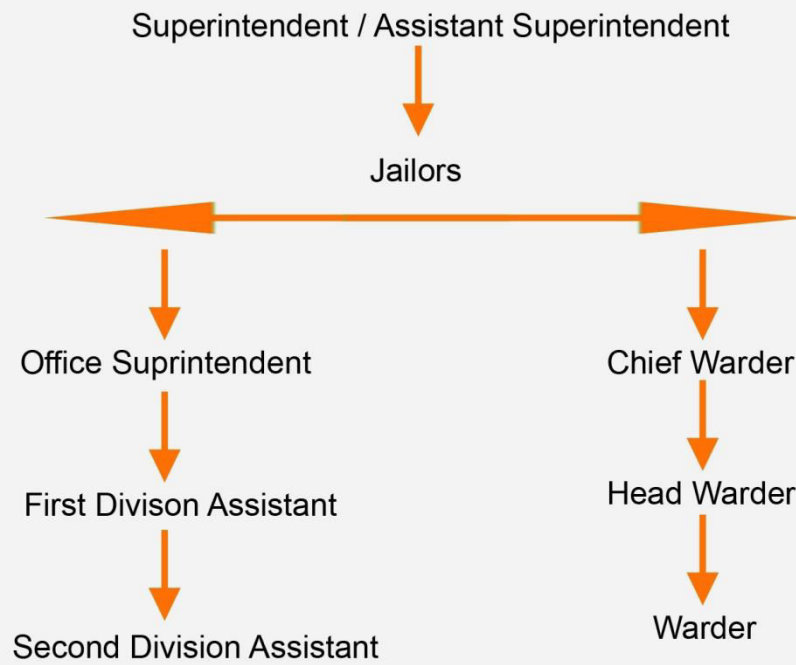 Superintendent / Assistant Superintendent
Jailors
Office Suprintendent
Chief Warder
First Divison Assistant
Head Warder
Second Division Assistant
Warder